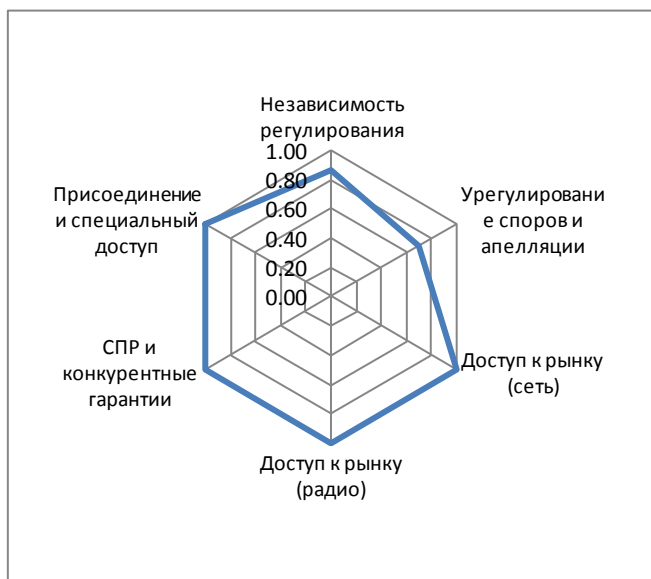 Независимость
регулирования
1.00
0.80
0.60
0.40
0.20
0.00
Урегулировани
е споров и
апелляции
Доступ к рынку
(сеть)
Доступ к рынку
(радио)
СПР и
конкурентные
гарантии
Присоединение
и специальный
доступ